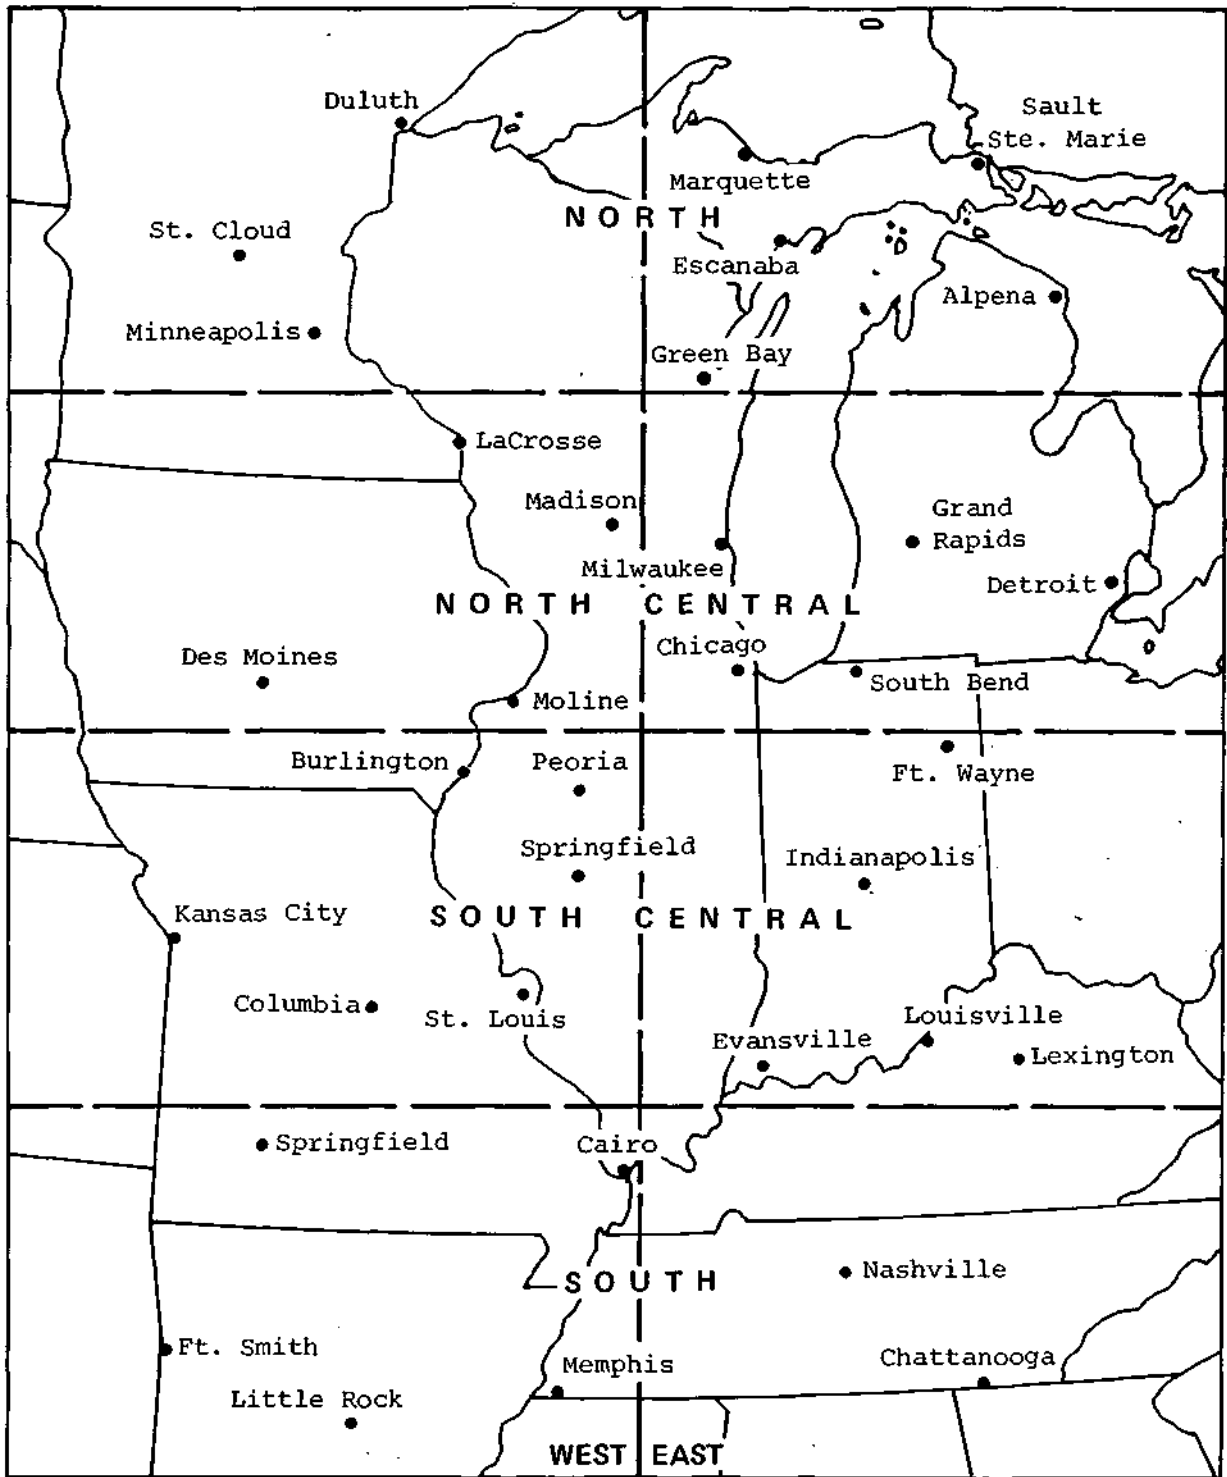 Duluth
Sault
Ste. Marie
Marquette
NORTH
St. Cloud
Escanaba
Alpena
Minneapolis
Green Bay
LaCrosse
Madison
Grand
Rapids
Milwaukee
Detroit
NORTH CENTRAL
Chicago
Des Moines
South Bend
Moline
Burlington
Peoria
Ft. Wayne
Springfield
Indianapolis
Kansas City
SOUTH CENTRAL
Columbia
St. Louis
Louisville
Evansville
Lexington
Springfield
Cairo
Nashville
SOUTH
Ft. Smith
Memphis
Chattanooga
Little Rock
WEST EAST